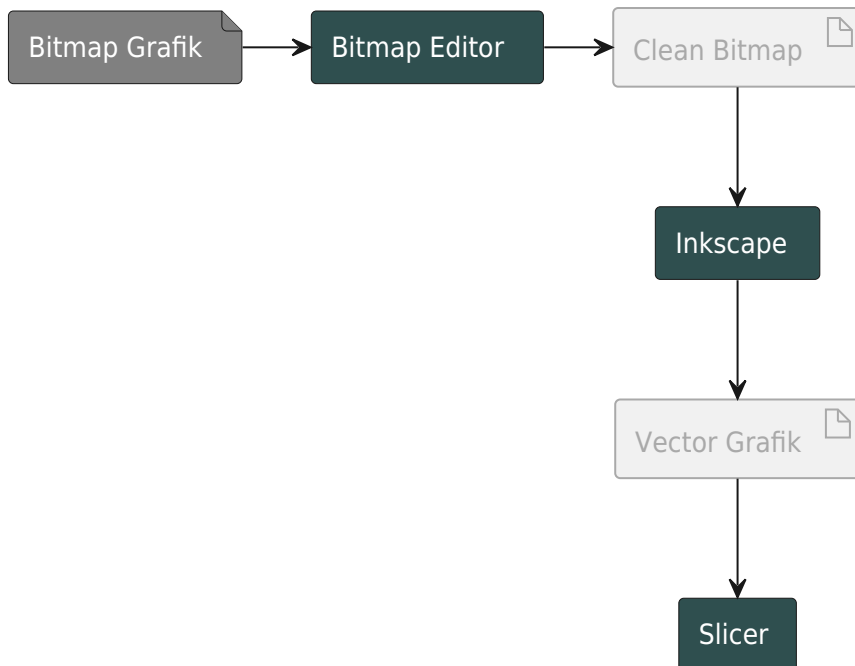 Bitmap Grafik
Bitmap Editor
Clean Bitmap
Inkscape
Vector Grafik
Slicer